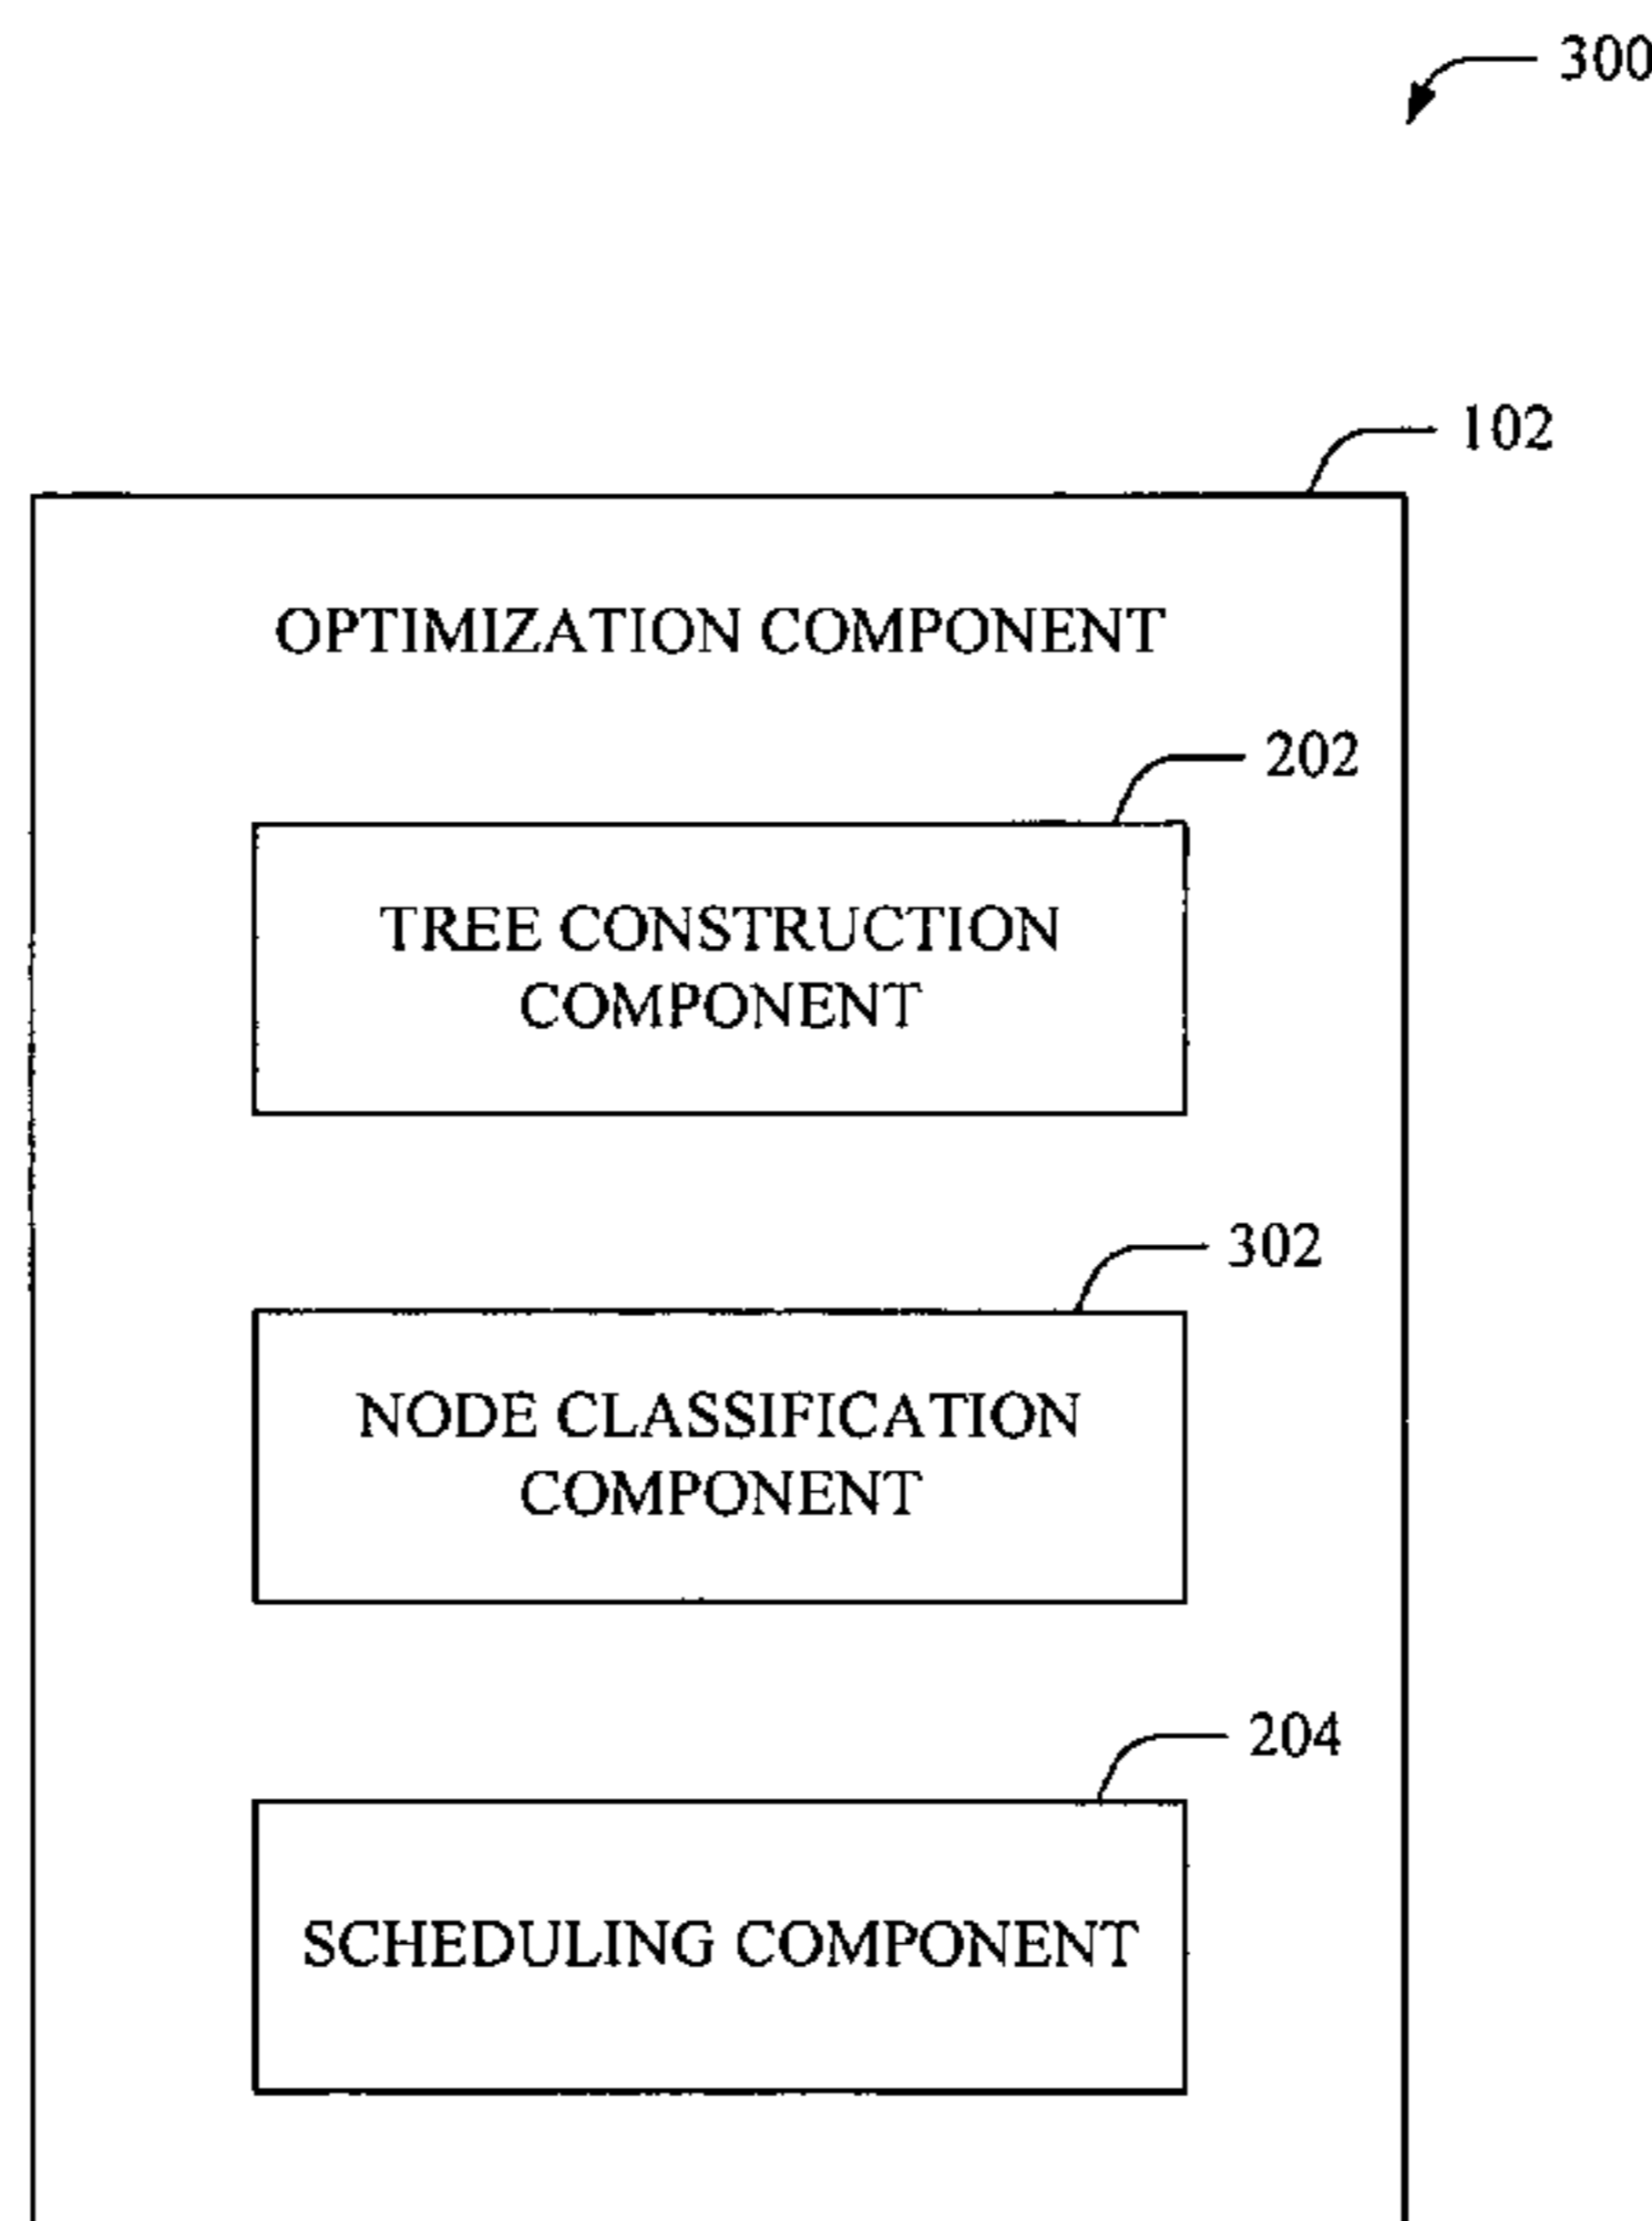 300
102
OPTIMIZATION COMPONENT
202
TREE CONSTRUCTION
COMPONENT
302
NODE CLASSIFICATION
COMPONENT
204
SCHEDULING COMPONENT